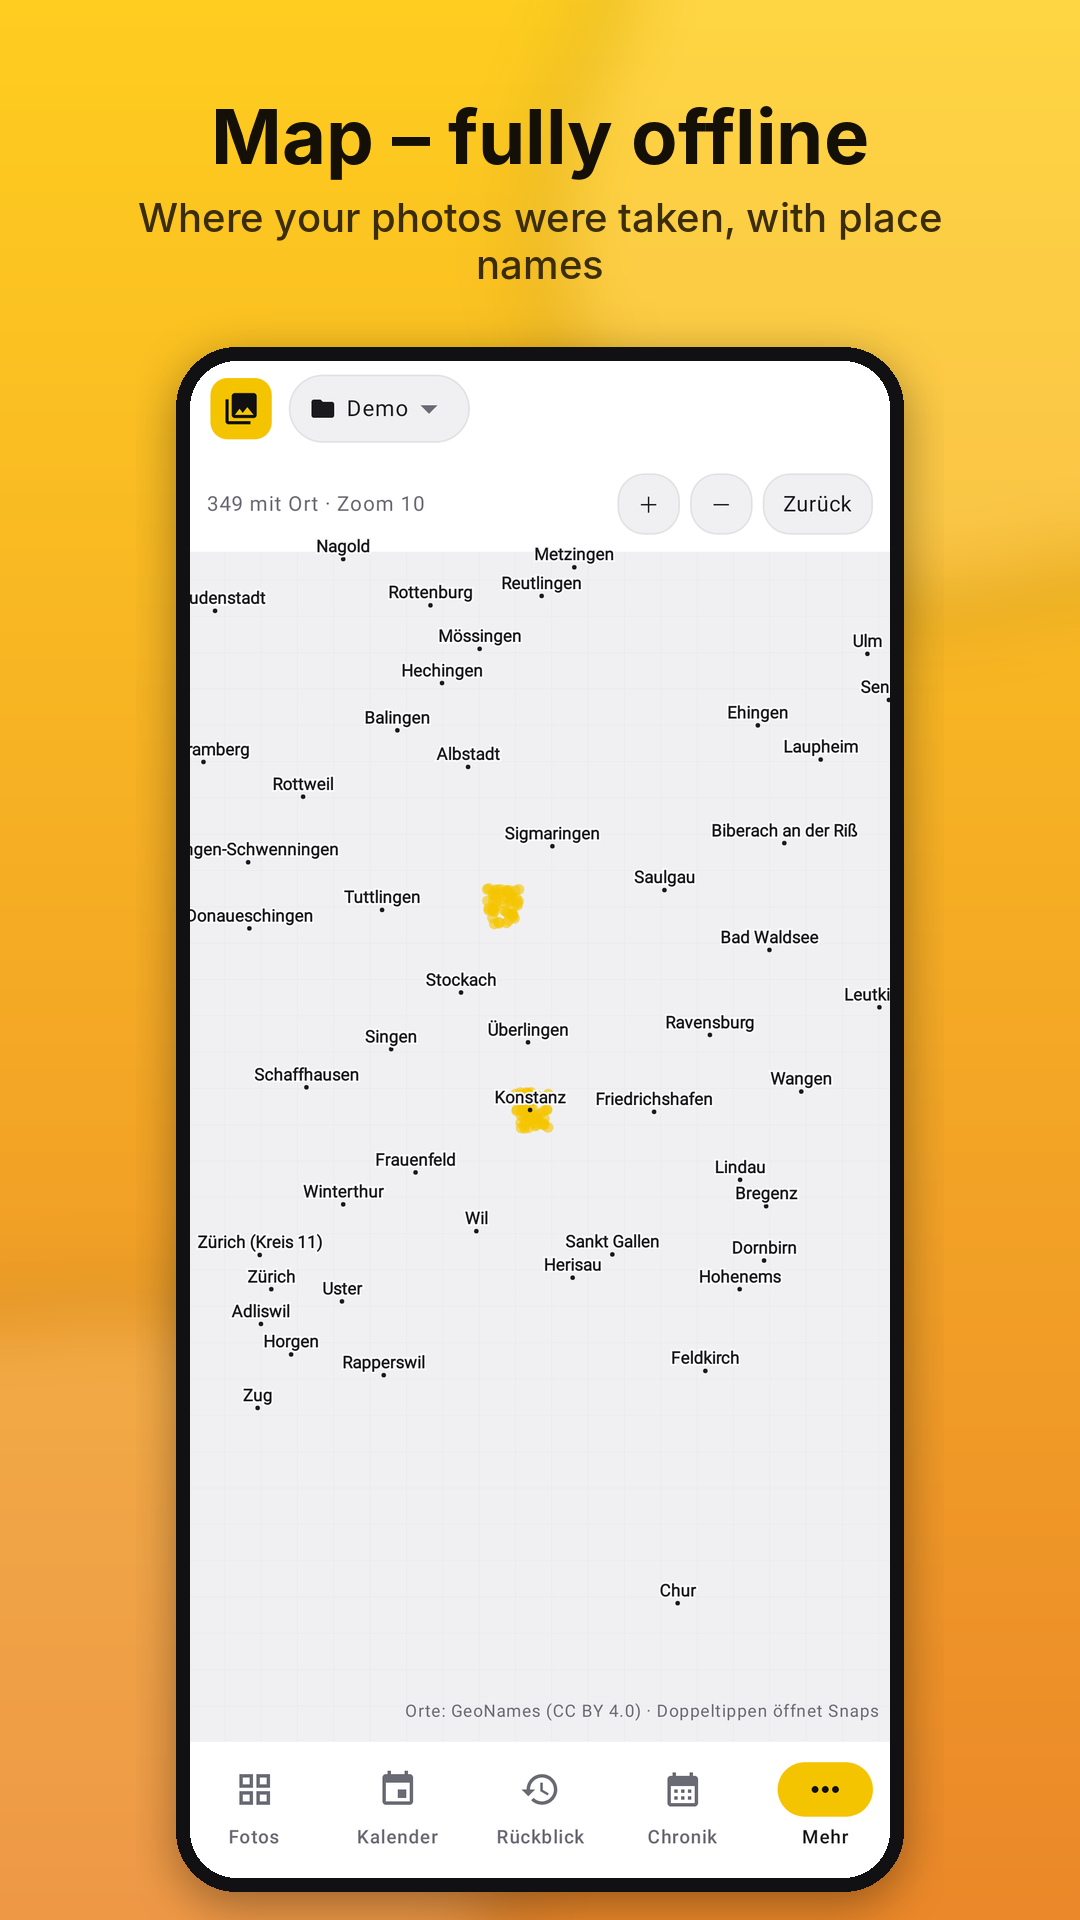 Map – fully offline
Where your photos were taken, with place
names
Demo
349 mit Ort · Zoom 10
+
−
Zurück
Nagold
Metzingen
Reutlingen
Rottenburg
udenstadt
Mössingen
Ulm
Hechingen
Sen
Ehingen
Balingen
Laupheim
ramberg
Albstadt
Rottweil
Biberach an der Riß
Sigmaringen
ngen-Schwenningen
Saulgau
Tuttlingen
Donaueschingen
Bad Waldsee
Stockach
Leutki
Ravensburg
Überlingen
Singen
Schaffhausen
Wangen
Konstanz
Friedrichshafen
Frauenfeld
Lindau
Winterthur
Bregenz
Wil
Zürich (Kreis 11)
Sankt Gallen
Dornbirn
Herisau
Zürich
Hohenems
Uster
Adliswil
Horgen
Feldkirch
Rapperswil
Zug
Chur
Orte: GeoNames (CC BY 4.0) · Doppeltippen öffnet Snaps
Fotos
Kalender
Rückblick
Chronik
Mehr